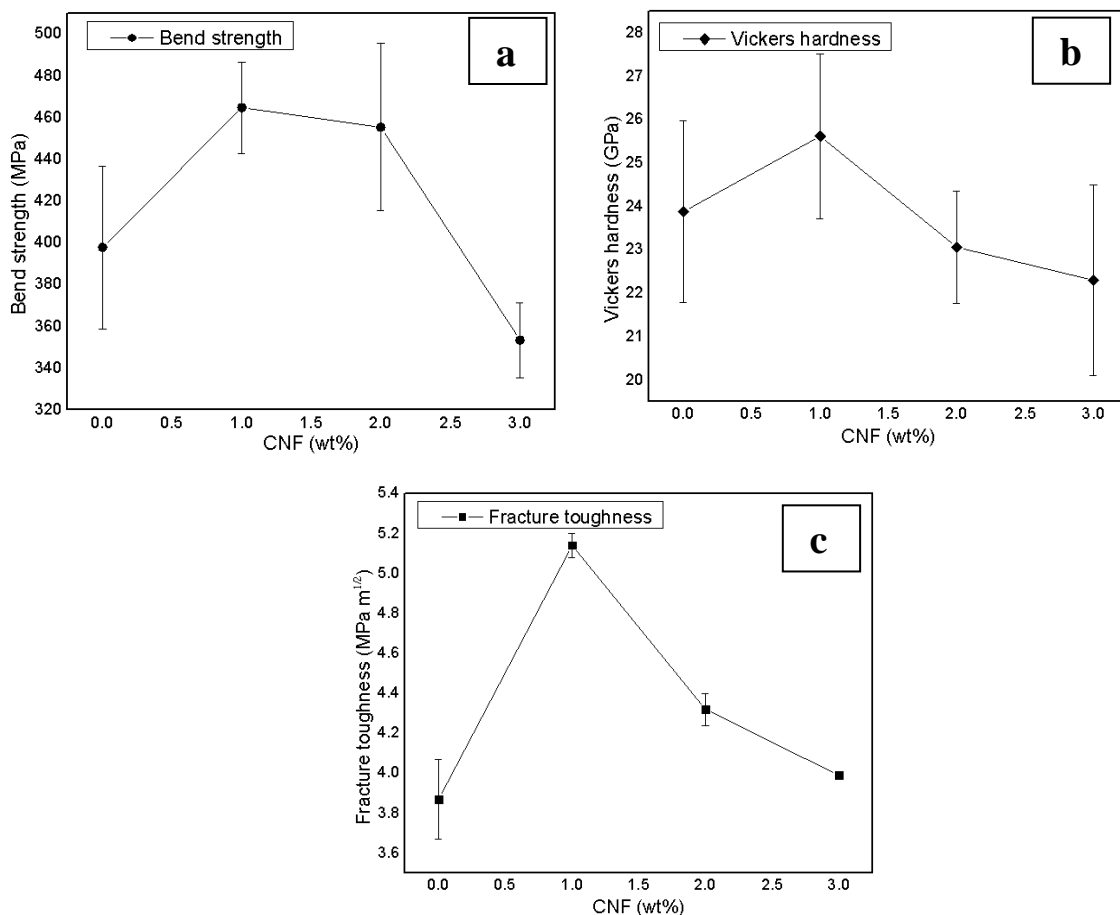 Bend strength
a
500
480
460
440
420
400
380
360
340
320
Bend strength (MPa)
0.0 0.5 1.0 1.5 2.0 2.5 3.0
CNF (wt%)
Vickers hardness
b
28
27
26
25
24
23
22
21
20
Vickers hardness (GPa)
0.0 0.5 1.0 1.5 2.0 2.5 3.0
CNF (wt%)
Fracture toughness
c
5.4
5.2
5.0
4.8
4.6
4.4
4.2
4.0
3.8
3.6
Fracture toughness (MPa m^1/2)
0.0 0.5 1.0 1.5 2.0 2.5 3.0
CNF (wt%)